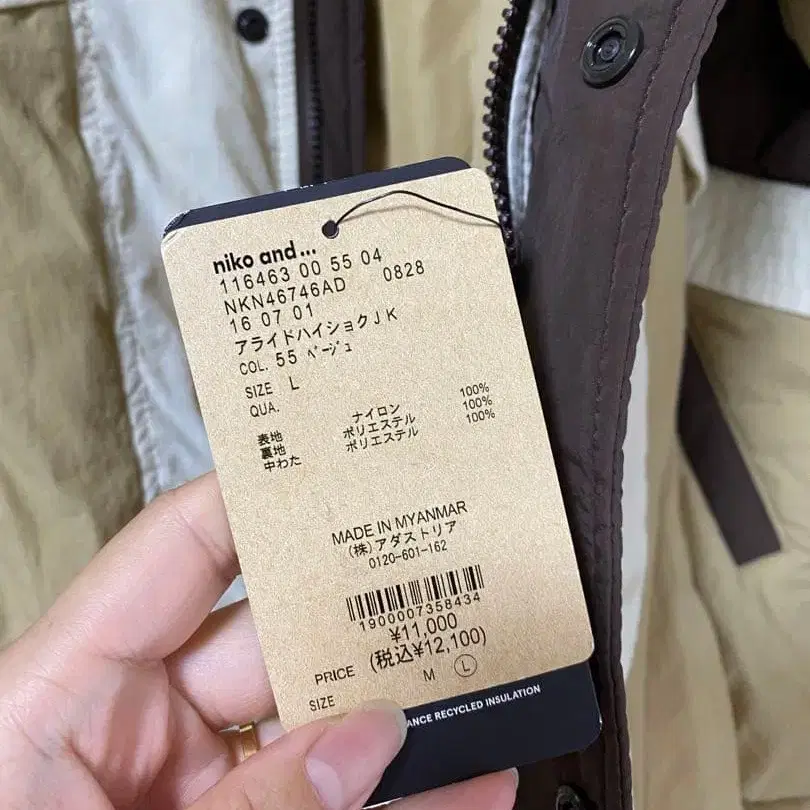 niko and ...
116463 00 55 04
NKN46746AD 0828
16 07 01
アライドハイショクJK
COL. 55 ベージュ
SIZE L
QUA.
表地 ナイロン 100%
裏地 ポリエステル 100%
中わた ポリエステル 100%
MADE IN MYANMAR
(株)アダストリア
0120-601-162
1900007358434
¥11,000
PRICE (税込¥12,100)
SIZE M L
ANCE RECYCLED INSULATION